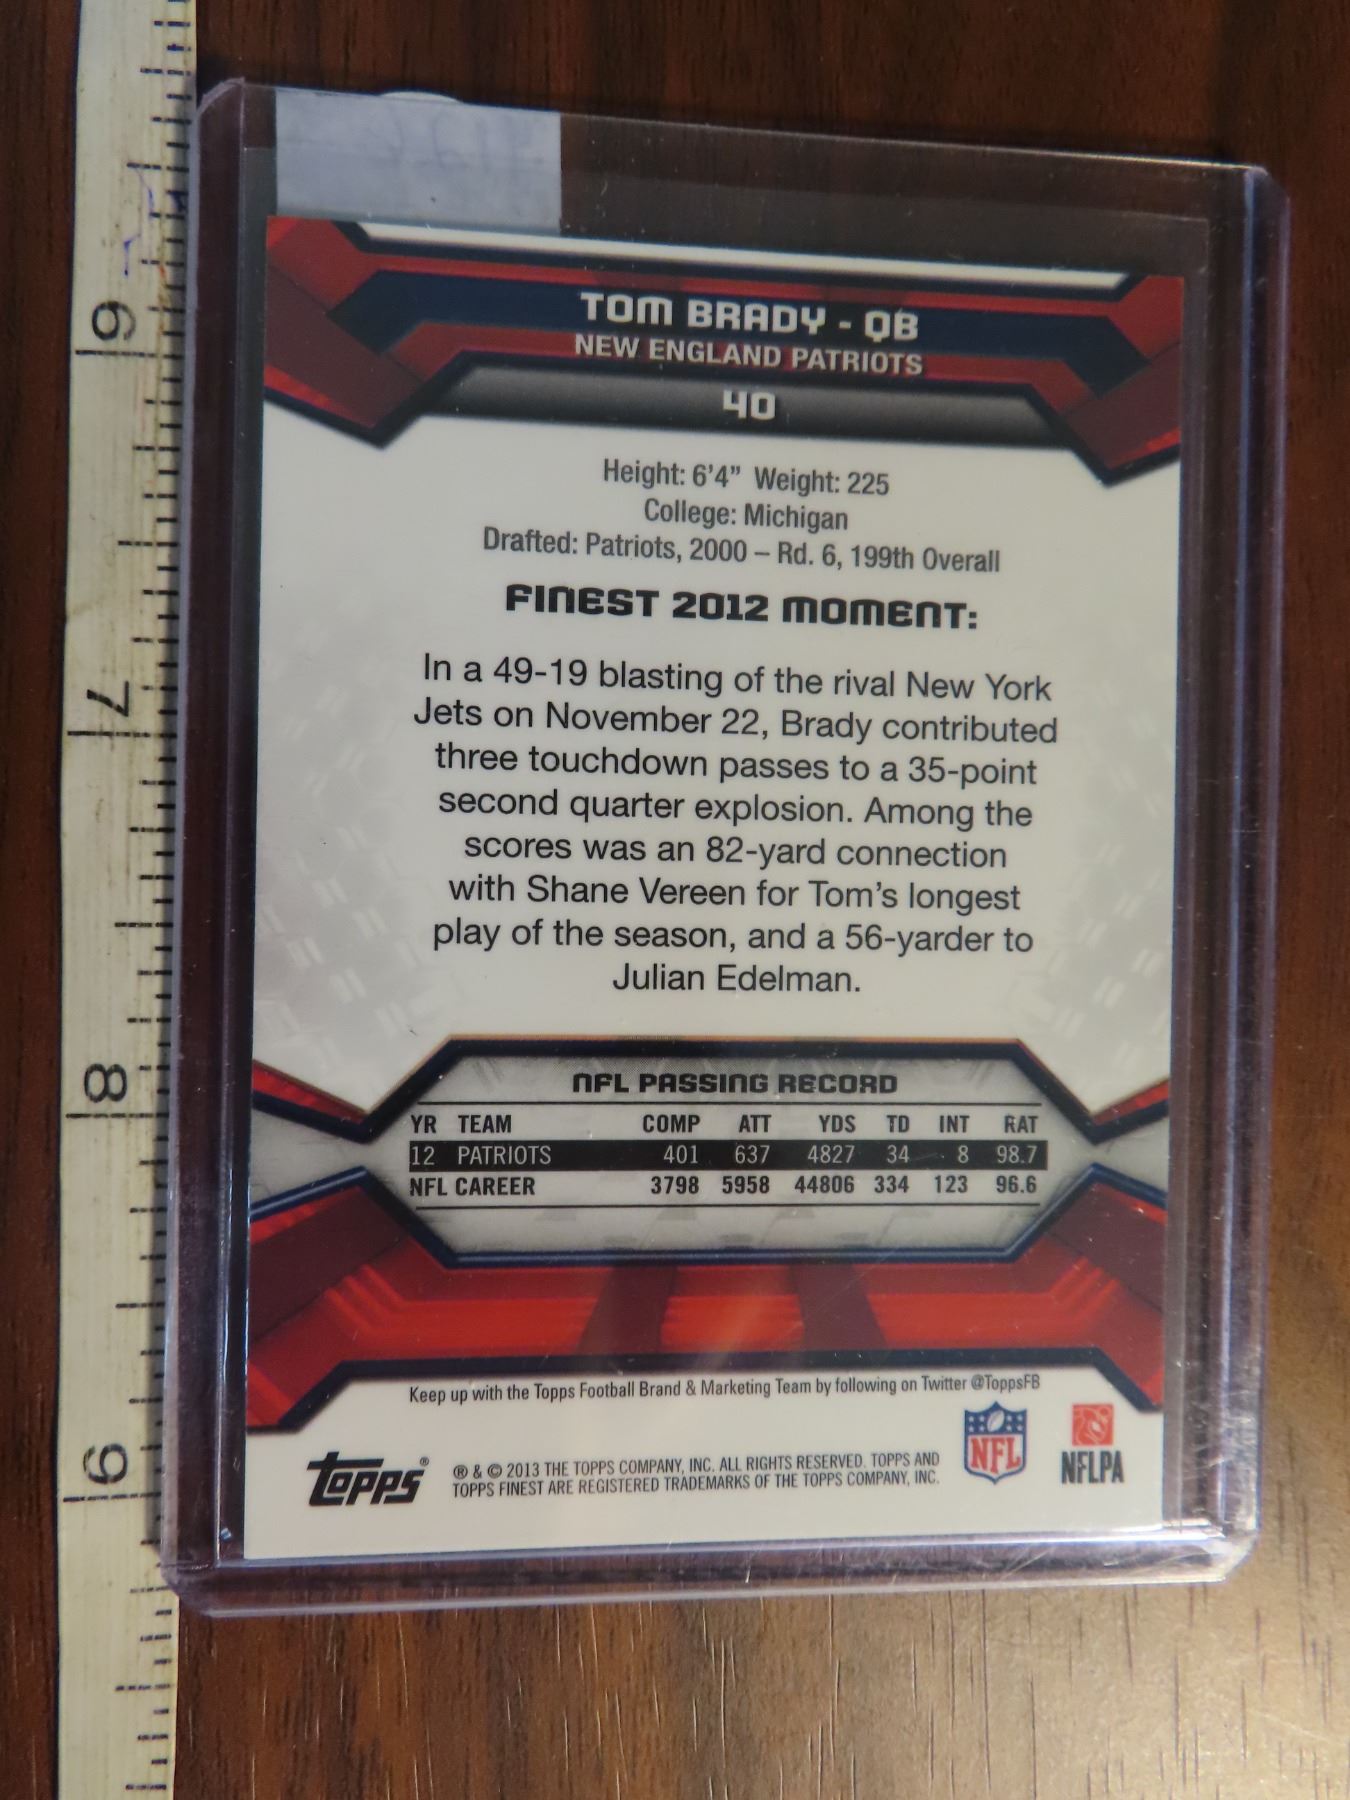 TOM BRADY - QB
NEW ENGLAND PATRIOTS
40
Height: 6'4" Weight: 225
College: Michigan
Drafted: Patriots, 2000 – Rd. 6, 199th Overall
FINEST 2012 MOMENT:
In a 49-19 blasting of the rival New York
Jets on November 22, Brady contributed
three touchdown passes to a 35-point
second quarter explosion. Among the
scores was an 82-yard connection
with Shane Vereen for Tom's longest
play of the season, and a 56-yarder to
Julian Edelman.
NFL PASSING RECORD
YR TEAM COMP ATT YDS TD INT RAT
12 PATRIOTS 401 637 4827 34 8 98.7
NFL CAREER 3798 5958 44806 334 123 96.6
Keep up with the Topps Football Brand & Marketing Team by following on Twitter @ToppsFB
topps®
® & © 2013 THE TOPPS COMPANY, INC. ALL RIGHTS RESERVED. TOPPS AND
TOPPS FINEST ARE REGISTERED TRADEMARKS OF THE TOPPS COMPANY, INC.
NFL
NFLPA
6
7
8
9